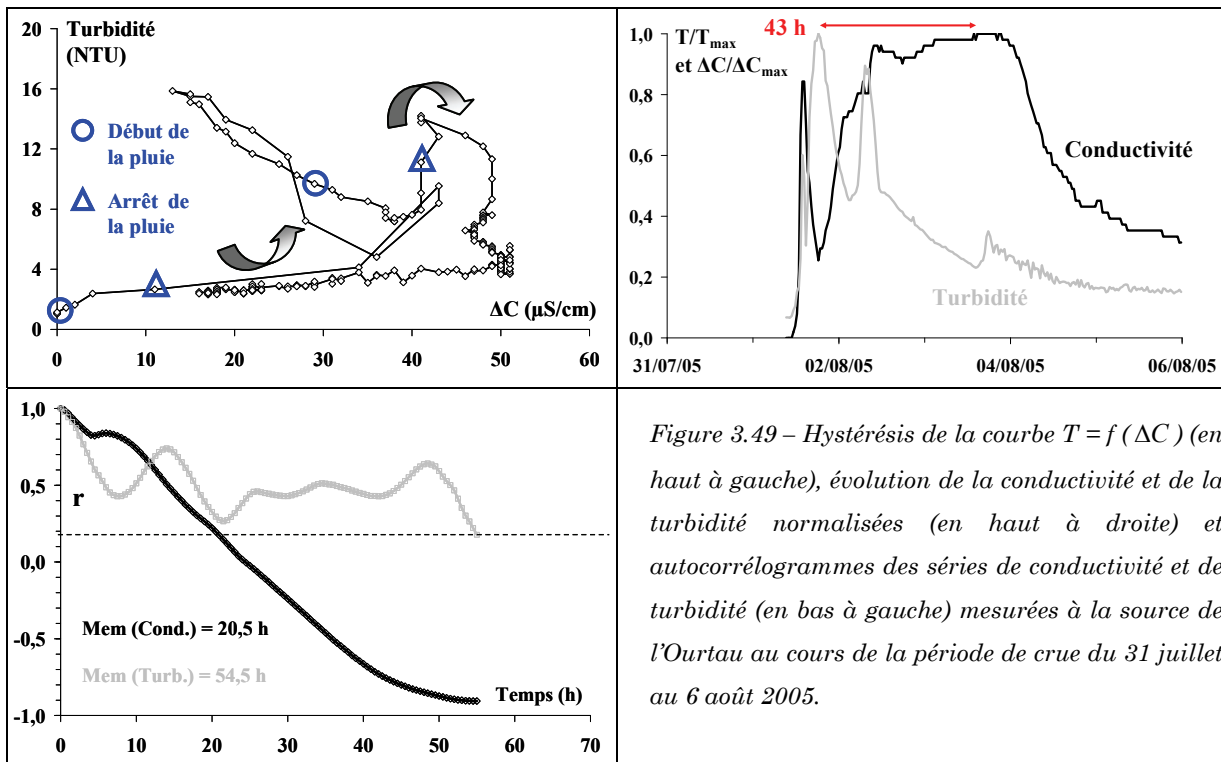 Turbidité
(NTU)
20
16
12
8
4
0
Début de
la pluie
Arrêt de
la pluie
ΔC (µS/cm)
0 10 20 30 40 50 60
43 h
T/Tmax
et ΔC/ΔCmax
1,0
0,8
0,6
0,4
0,2
0,0
Conductivité
Turbidité
31/07/05 02/08/05 04/08/05 06/08/05
1,0
0,5
r
0,0
-0,5
-1,0
Mem (Cond.) = 20,5 h
Mem (Turb.) = 54,5 h
Temps (h)
0 10 20 30 40 50 60 70
Figure 3.49 – Hystérésis de la courbe T = f ( ΔC ) (en
haut à gauche), évolution de la conductivité et de la
turbidité normalisées (en haut à droite) et
autocorrélogrammes des séries de conductivité et de
turbidité (en bas à gauche) mesurées à la source de
l'Ourtau au cours de la période de crue du 31 juillet
au 6 août 2005.